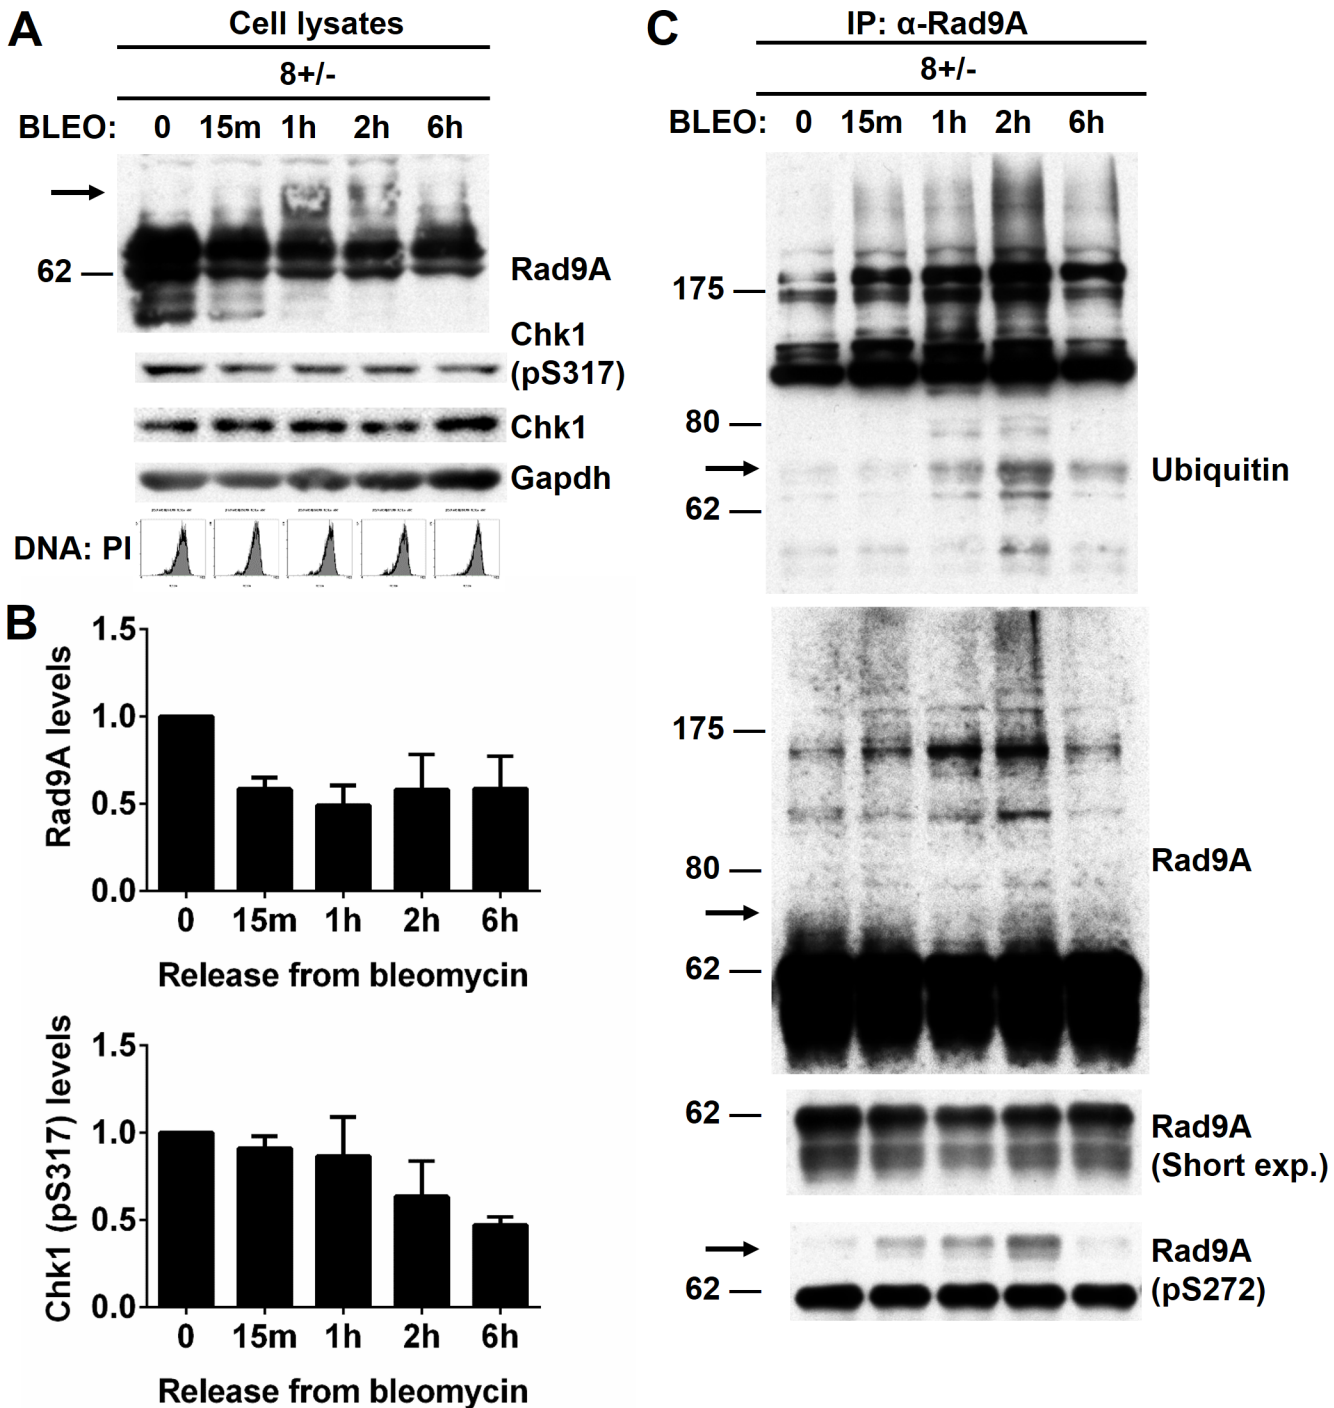 A
Cell lysates
8+/-
BLEO: 0 15m 1h 2h 6h
62
Rad9A
Chk1
(pS317)
Chk1
Gapdh
DNA: PI
B
Rad9A levels
1.5
1.0
0.5
0.0
0 15m 1h 2h 6h
Release from bleomycin
Chk1 (pS317) levels
1.5
1.0
0.5
0.0
0 15m 1h 2h 6h
Release from bleomycin
C
IP: α-Rad9A
8+/-
BLEO: 0 15m 1h 2h 6h
175
80
62
Ubiquitin
175
80
62
Rad9A
62
Rad9A
(Short exp.)
62
Rad9A
(pS272)